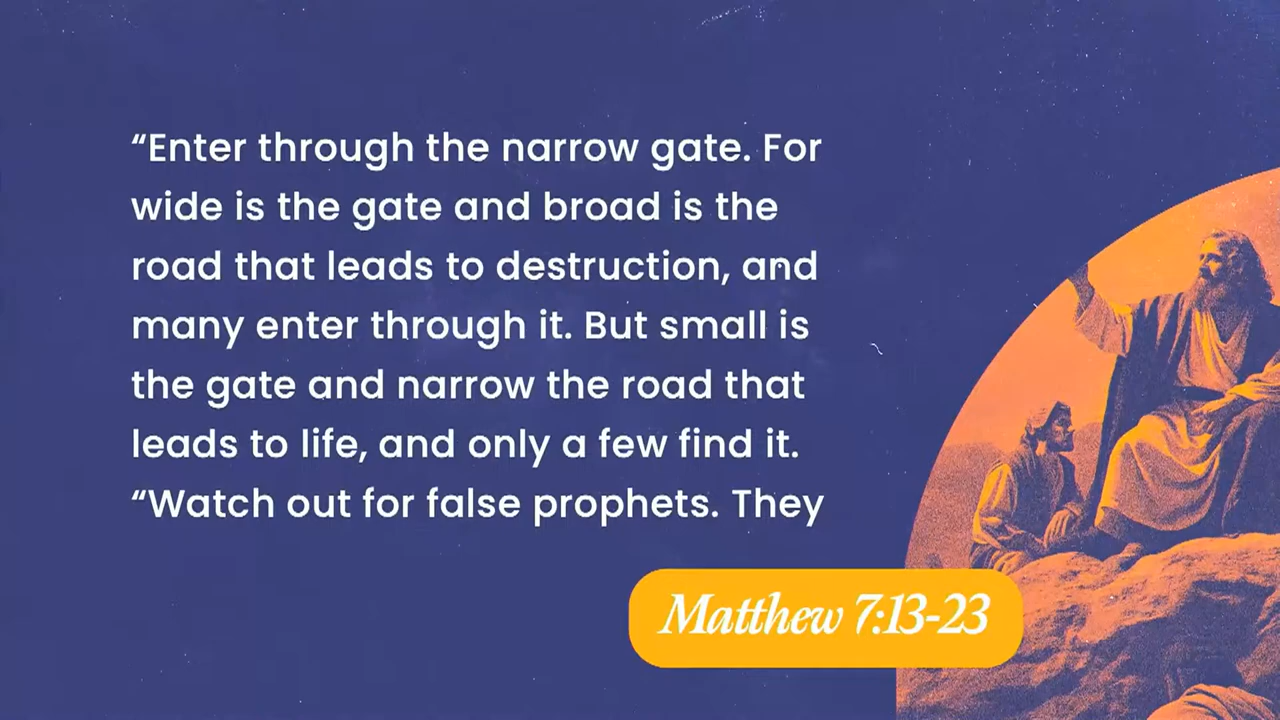 “Enter through the narrow gate. For
wide is the gate and broad is the
road that leads to destruction, and
many enter through it. But small is
the gate and narrow the road that
leads to life, and only a few find it.
“Watch out for false prophets. They
Matthew 7:13-23